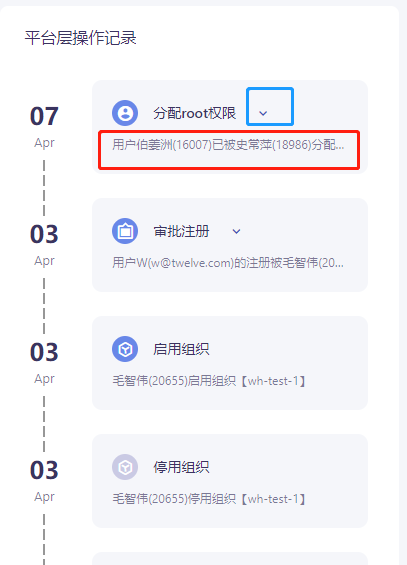 平台层操作记录
07
Apr
分配root权限
用户伯姜洲(16007)已被史常萍(18986)分配...
03
Apr
审批注册
用户W(w@twelve.com)的注册被毛智伟(20...
03
Apr
启用组织
毛智伟(20655)启用组织【wh-test-1】
03
Apr
停用组织
毛智伟(20655)停用组织【wh-test-1】